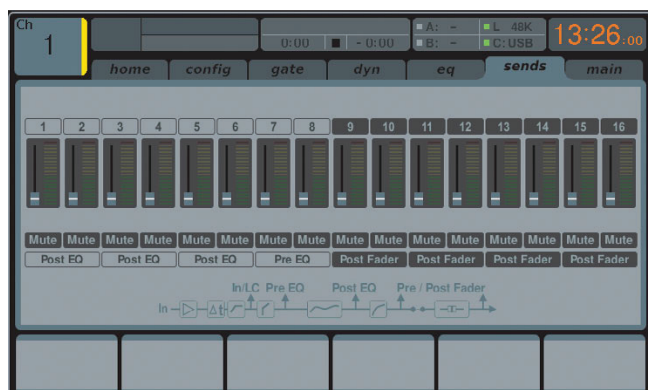 Ch
1
0:00 - 0:00
A: - L 48K
B: - C: USB
13:26:00
home config gate dyn eq sends main
1 2 3 4 5 6 7 8 9 10 11 12 13 14 15 16
Mute Mute Mute Mute Mute Mute Mute Mute Mute Mute Mute Mute Mute Mute Mute Mute
Post EQ Post EQ Post EQ Pre EQ Post Fader Post Fader Post Fader Post Fader
In/LC Pre EQ Post EQ Pre / Post Fader
In Δt